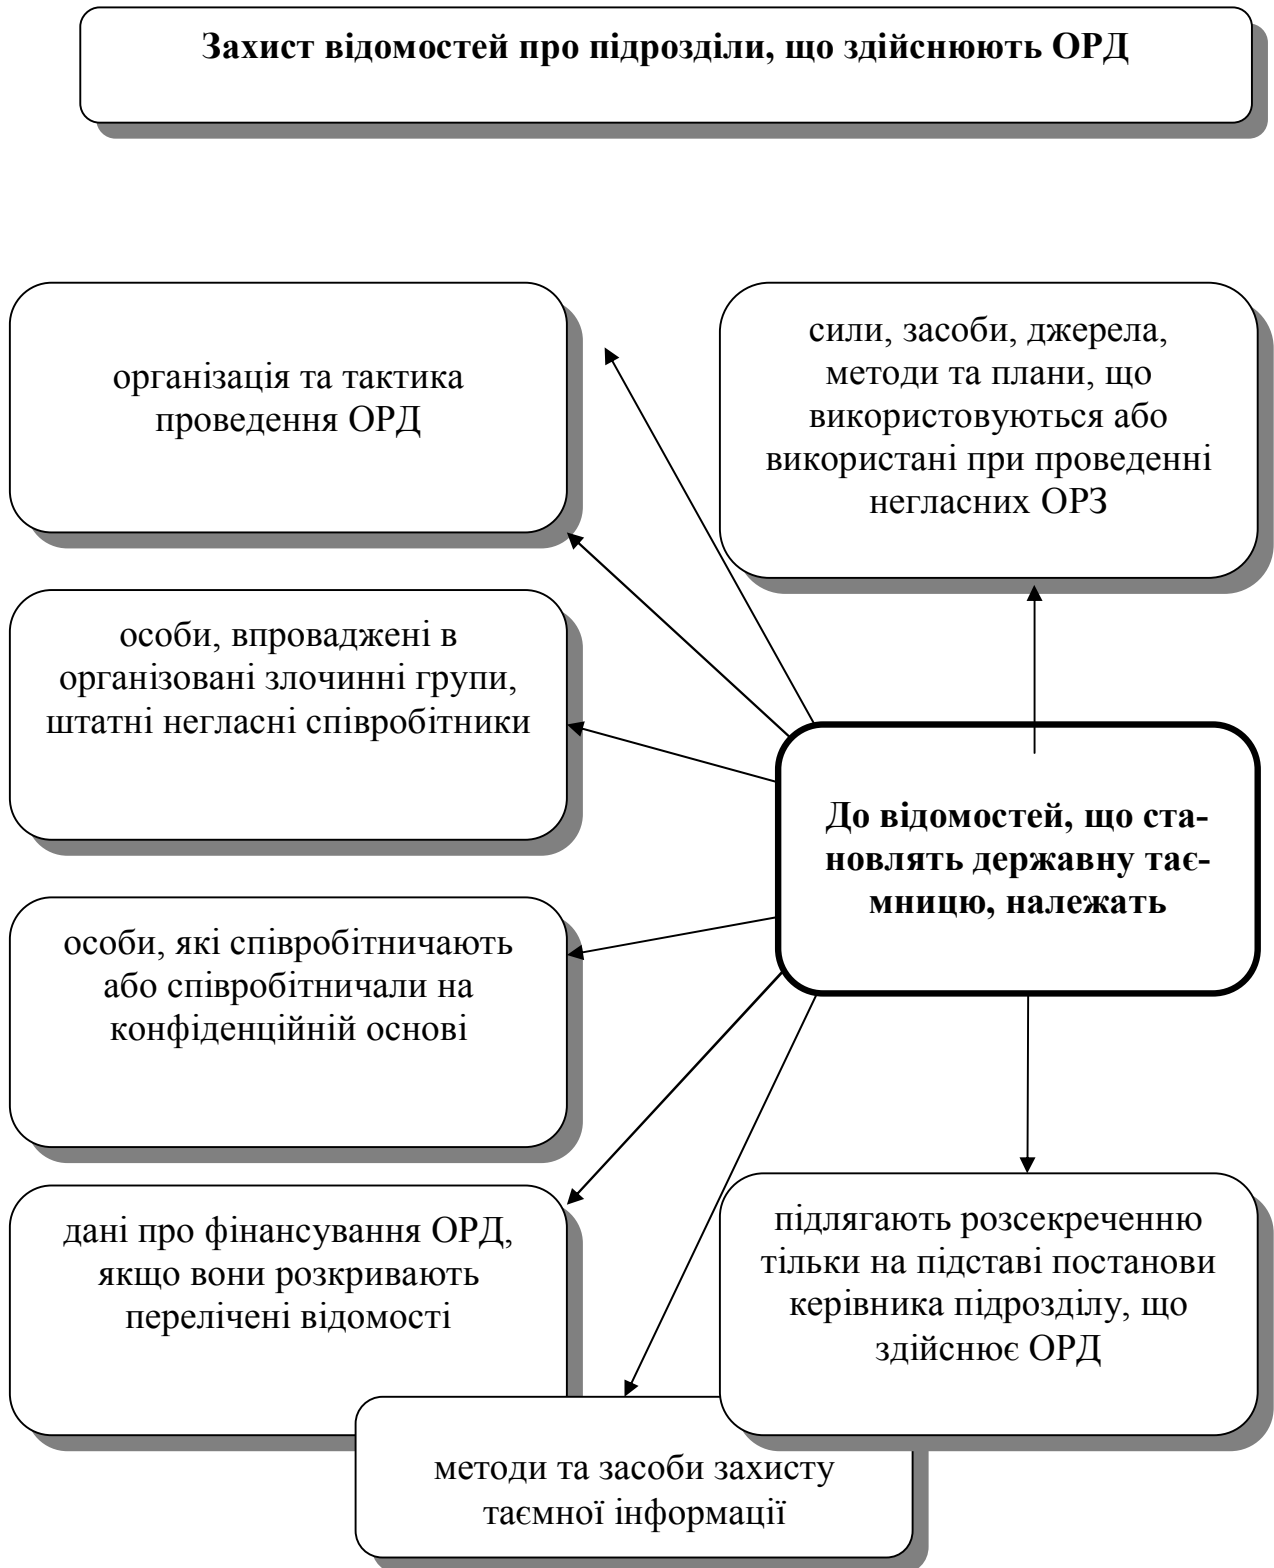 Захист відомостей про підрозділи, що здійснюють ОРД
організація та тактика
проведення ОРД
сили, засоби, джерела,
методи та плани, що
використовуються або
використані при проведенні
негласних ОРЗ
особи, впроваджені в
організовані злочинні групи,
штатні негласні співробітники
До відомостей, що ста-
новлять державну тає-
мницю, належать
особи, які співробітничають
або співробітничали на
конфіденційній основі
дані про фінансування ОРД,
якщо вони розкривають
перелічені відомості
підлягають розсекреченню
тільки на підставі постанови
керівника підрозділу, що
здійснює ОРД
методи та засоби захисту
таємної інформації